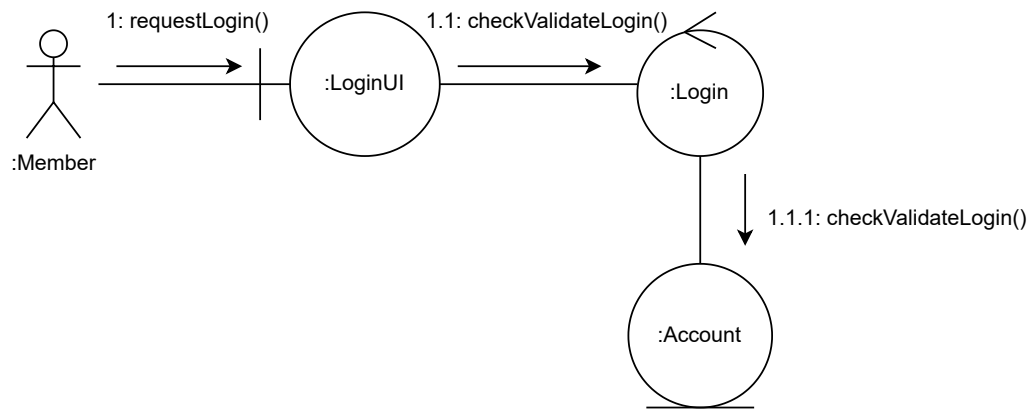 1: requestLogin()
1.1: checkValidateLogin()
:LoginUI
:Login
:Member
1.1.1: checkValidateLogin()
:Account